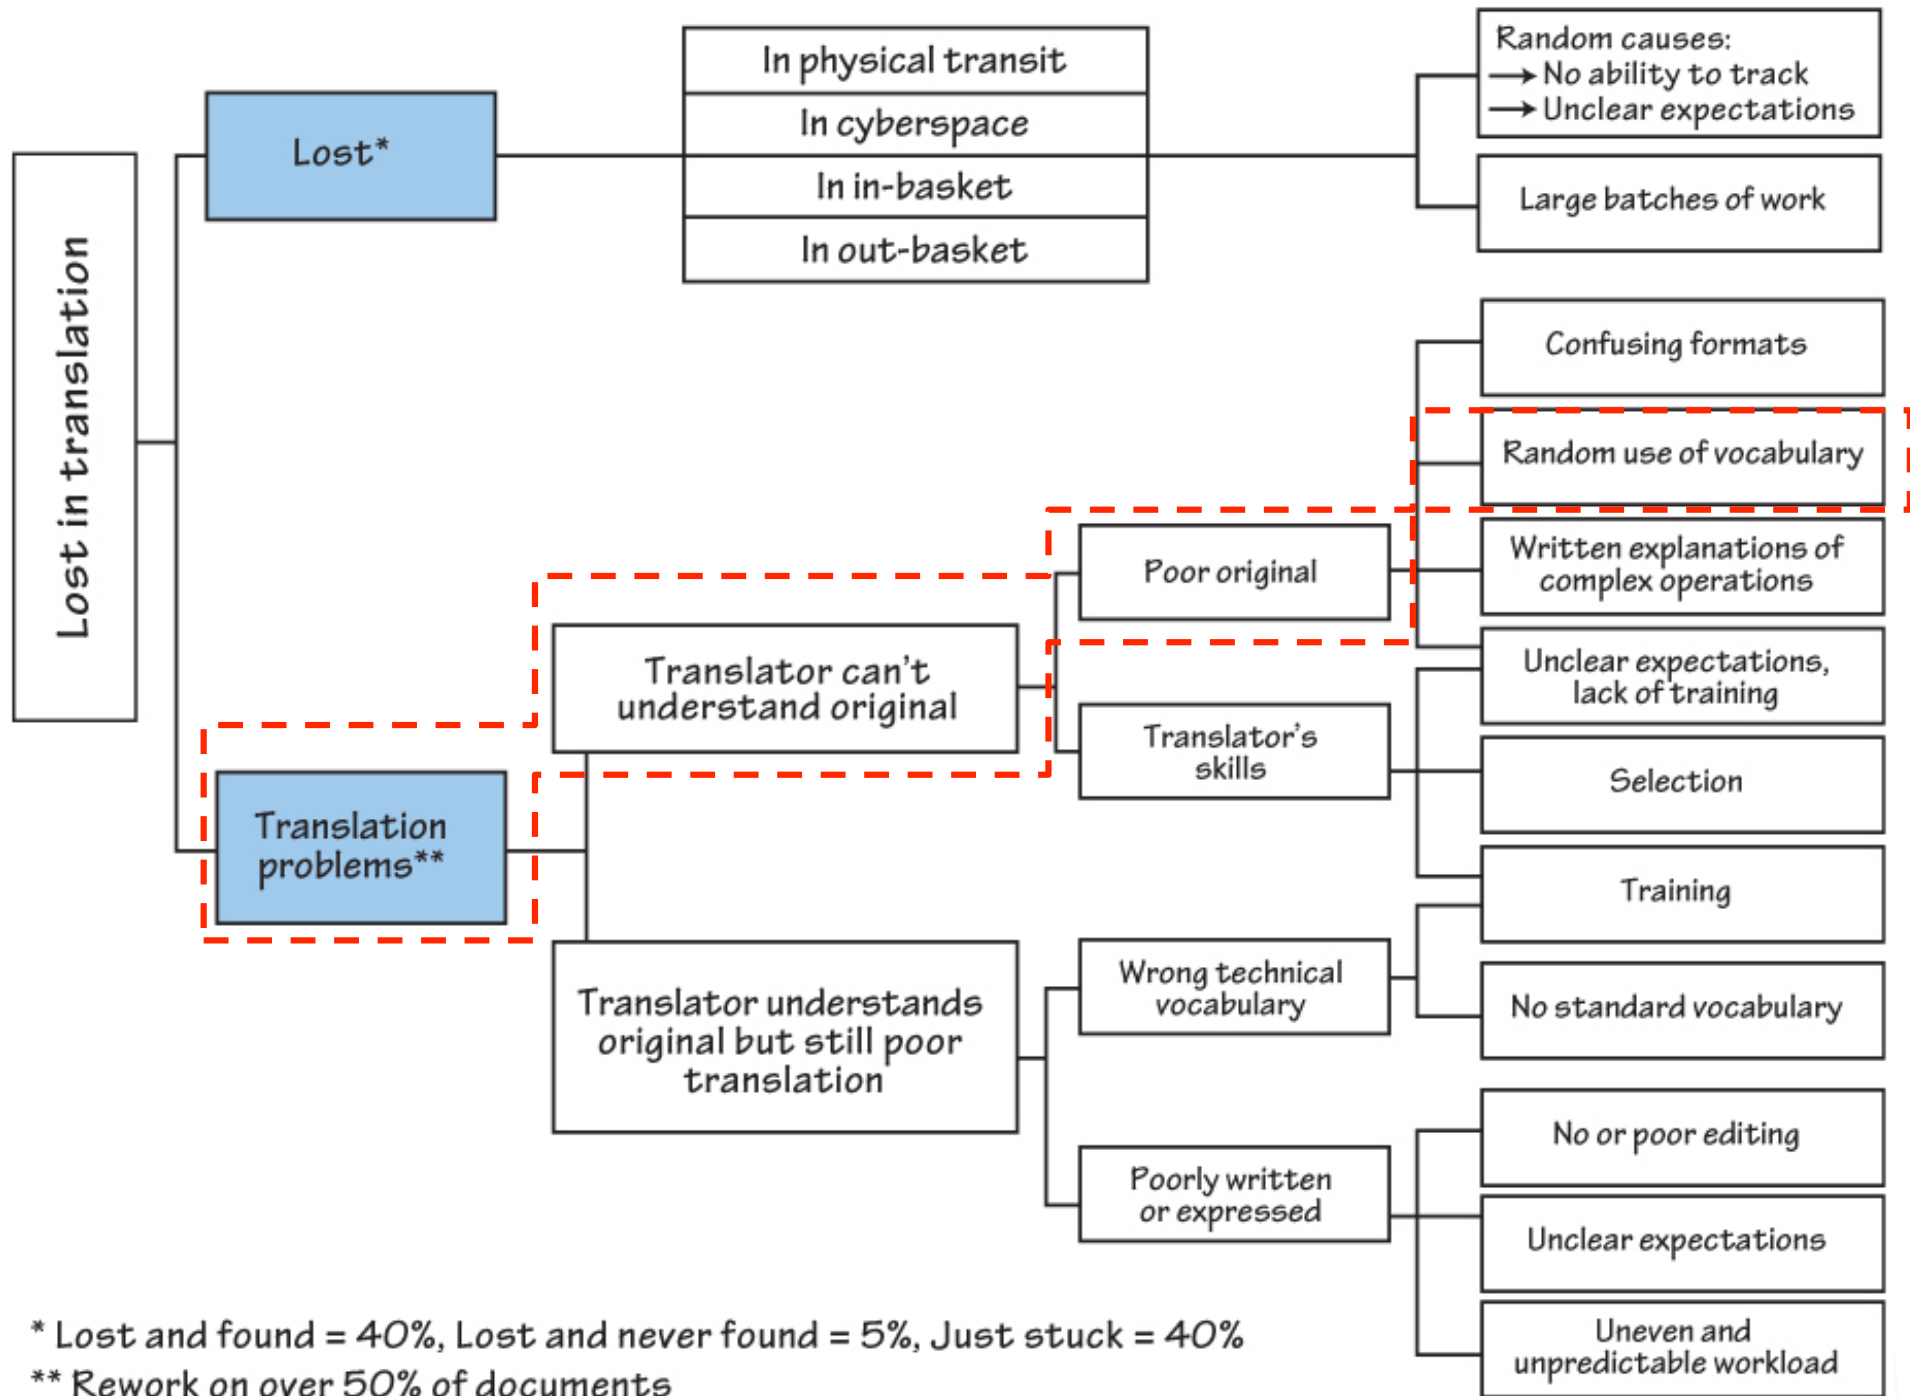 Lost in translation
Lost*
In physical transit
In cyberspace
In in-basket
In out-basket
Random causes:
→ No ability to track
→ Unclear expectations
Large batches of work
Translation
problems**
Translator can't
understand original
Poor original
Confusing formats
Random use of vocabulary
Written explanations of
complex operations
Unclear expectations,
lack of training
Translator's
skills
Selection
Training
Translator understands
original but still poor
translation
Wrong technical
vocabulary
No standard vocabulary
Poorly written
or expressed
No or poor editing
Unclear expectations
Uneven and
unpredictable workload
* Lost and found = 40%, Lost and never found = 5%, Just stuck = 40%
** Rework on over 50% of documents